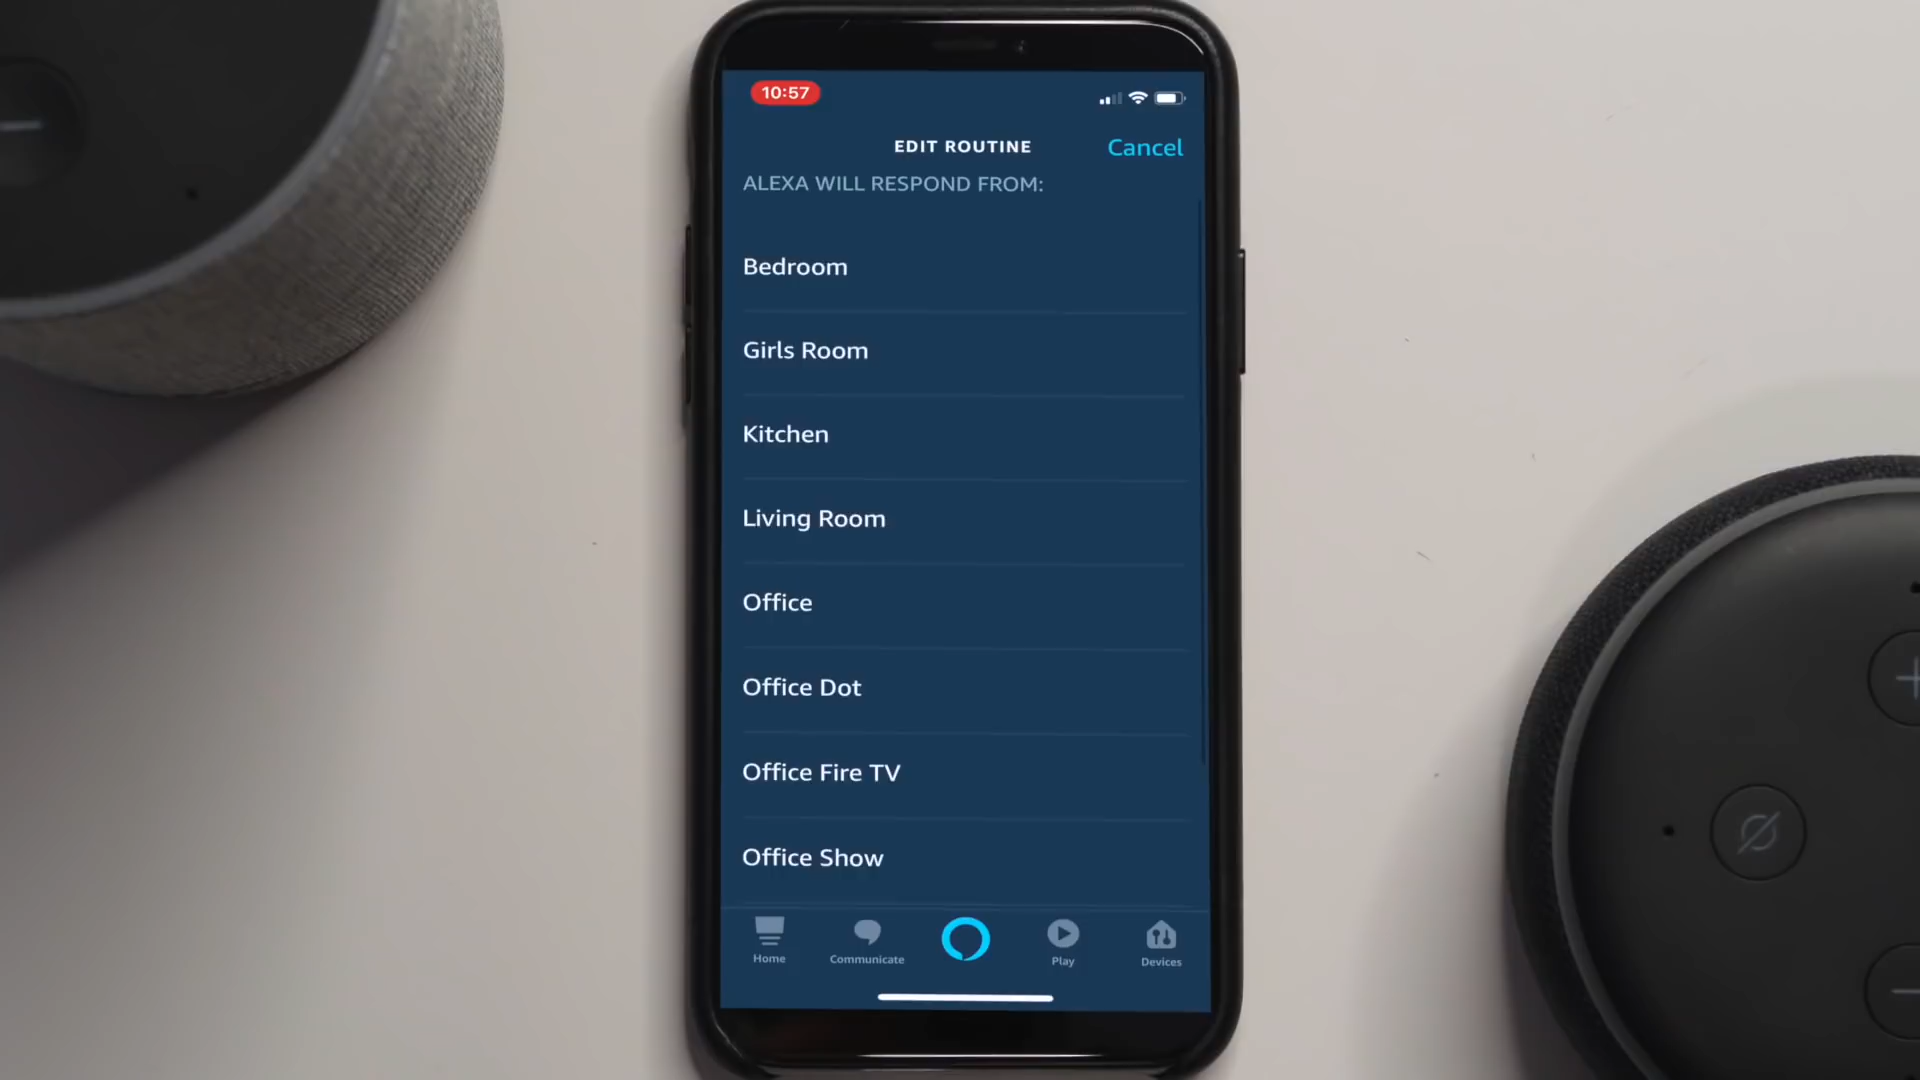 10:57
EDIT ROUTINE
Cancel
ALEXA WILL RESPOND FROM:
Bedroom
Girls Room
Kitchen
Living Room
Office
Office Dot
Office Fire TV
Office Show
Home
Communicate
Play
Devices